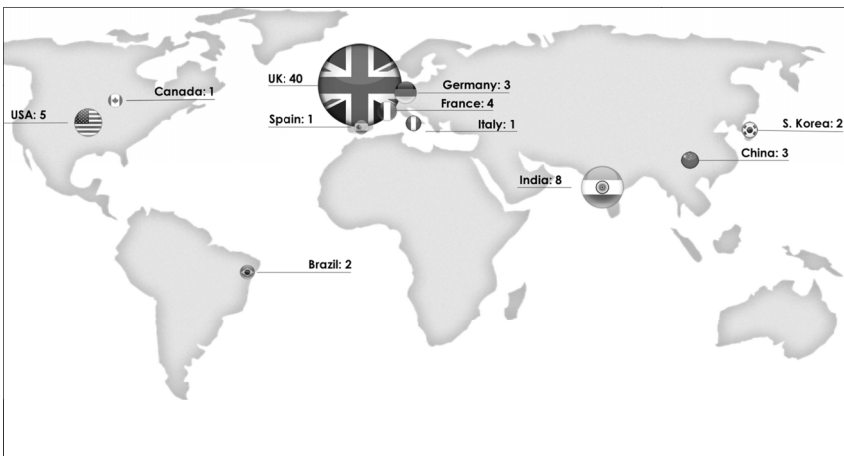 UK: 40
Germany: 3
Canada: 1
France: 4
USA: 5
Spain: 1
Italy: 1
S. Korea: 2
China: 3
India: 8
Brazil: 2